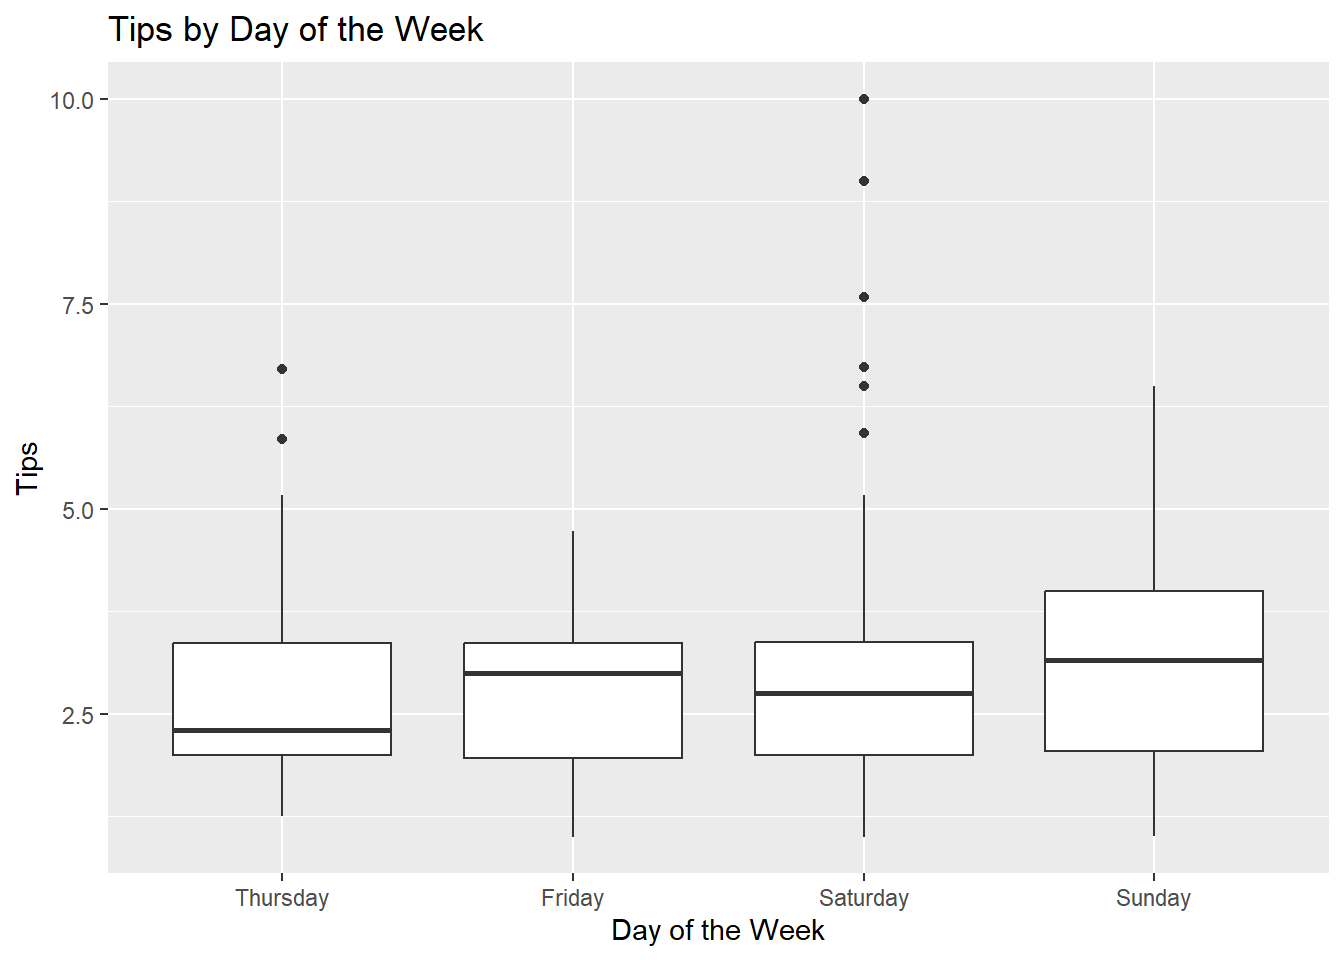 Tips by Day of the Week
10.0
7.5
5.0
2.5
Tips
Thursday Friday Saturday Sunday
Day of the Week